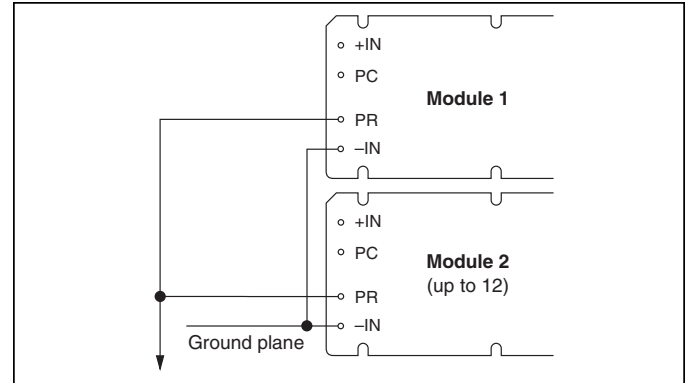 +IN
PC
Module 1
PR
–IN
+IN
PC
Module 2
(up to 12)
PR
–IN
Ground plane